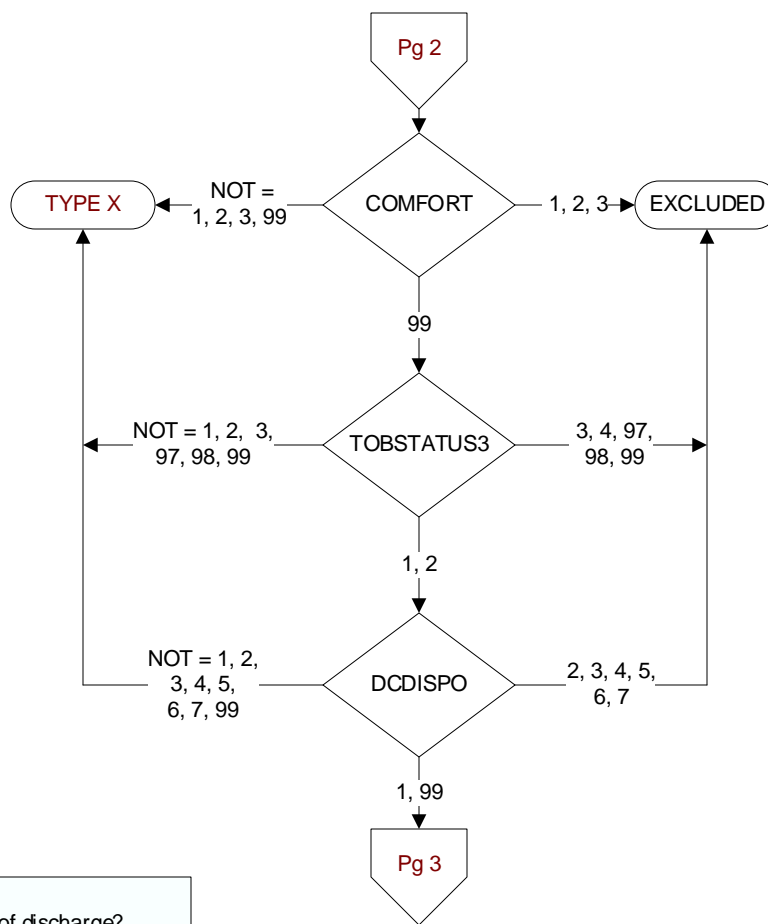 Pg 2
TYPE X
NOT =
1, 2, 3, 99
COMFORT
1, 2, 3
EXCLUDED
99
NOT = 1, 2,  3,
97, 98, 99
TOBSTATUS3
3, 4, 97,
98, 99
1, 2
NOT = 1, 2,
3, 4, 5,
6, 7, 99
DCDISPO
2, 3, 4, 5,
6, 7
1, 99
Pg 3
of discharge?